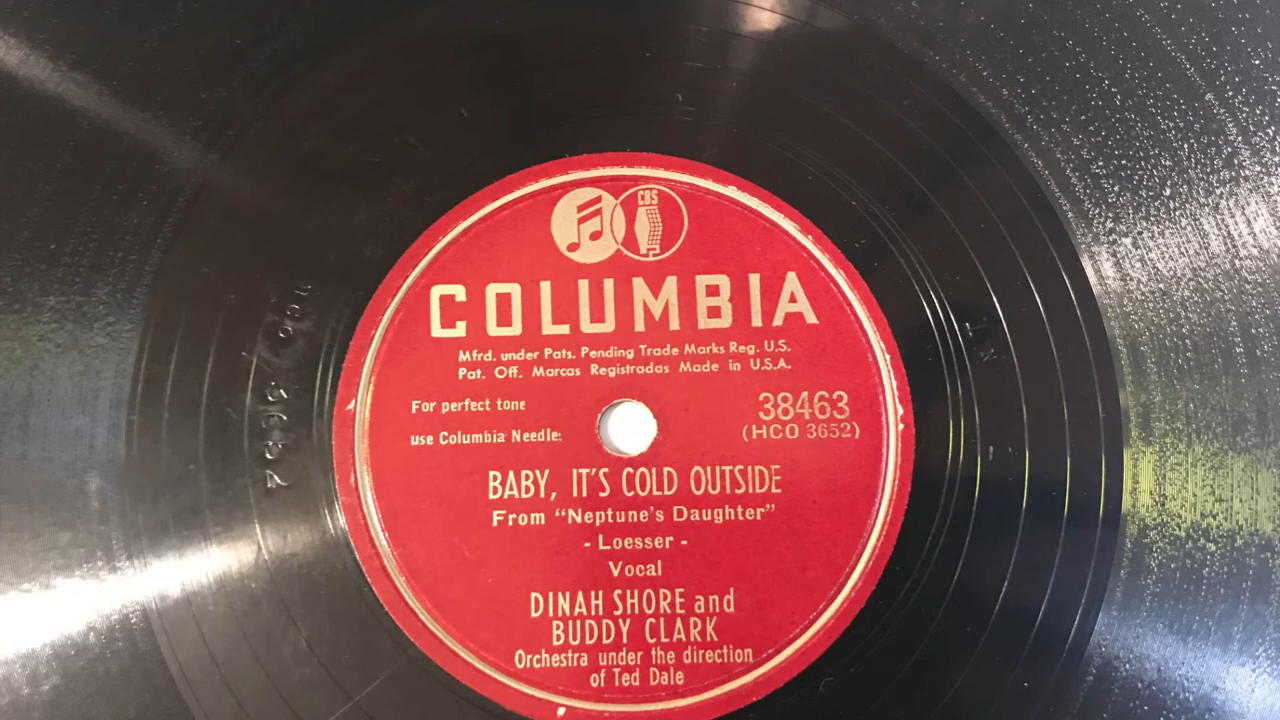 CBS
COLUMBIA
Mfrd. under Pats. Pending Trade Marks Reg. U.S.
Pat. Off. Marcas Registradas Made in U.S.A.
For perfect tone
use Columbia Needle:
38463
(HCO 3652)
BABY, IT'S COLD OUTSIDE
From “Neptune's Daughter”
- Loesser -
Vocal
DINAH SHORE and
BUDDY CLARK
Orchestra under the direction
of Ted Dale